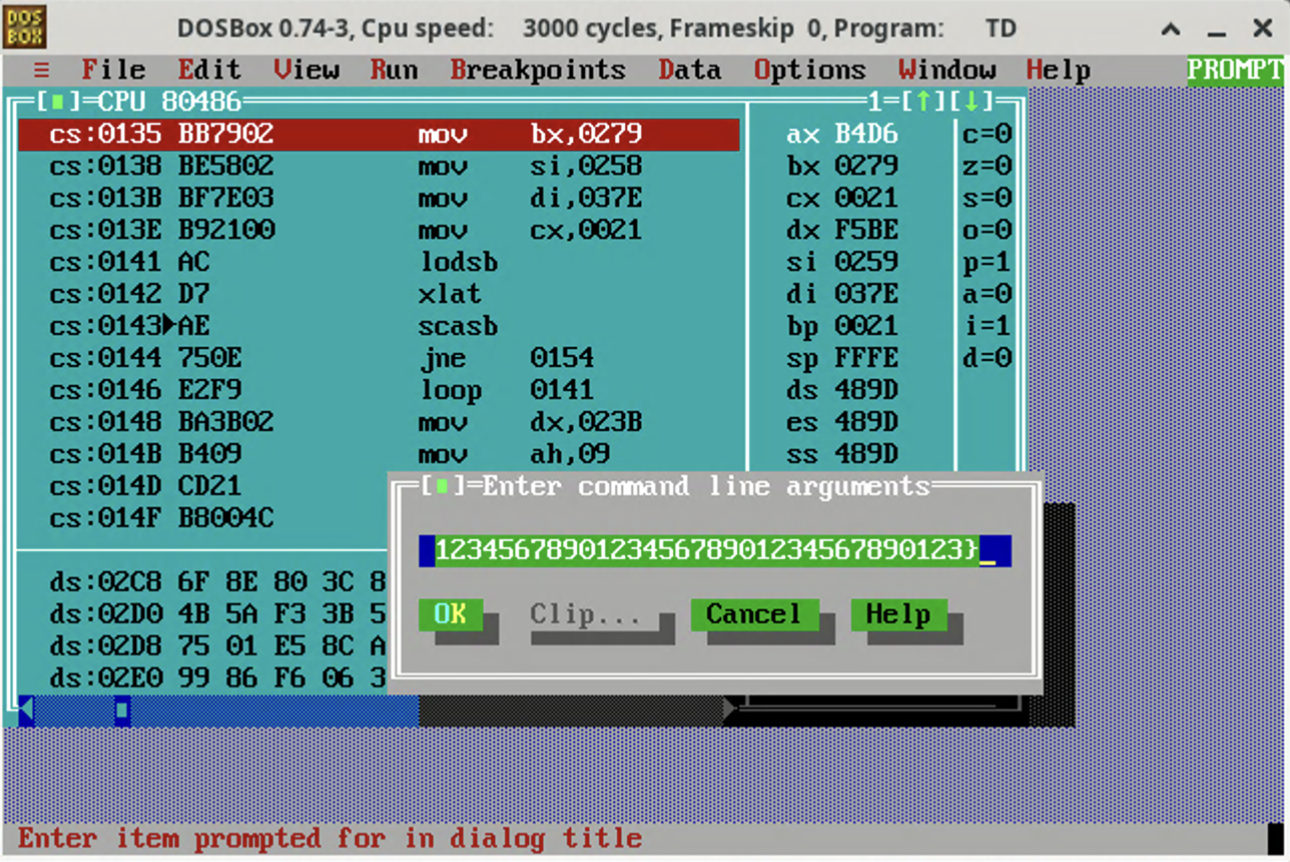 DOS BOX DOSBox 0.74-3, Cpu speed: 3000 cycles, Frameskip 0, Program: TD
≡ File Edit View Run Breakpoints Data Options Window Help PROMPT
[■]=CPU 80486 1=[↑][↓]
cs:0135 BB7902 mov bx,0279 ax B4D6 c=0
cs:0138 BE5802 mov si,0258 bx 0279 z=0
cs:013B BF7E03 mov di,037E cx 0021 s=0
cs:013E B92100 mov cx,0021 dx F5BE o=0
cs:0141 AC lodsb si 0259 p=1
cs:0142 D7 xlat di 037E a=0
cs:0143►AE scasb bp 0021 i=1
cs:0144 750E jne 0154 sp FFFE d=0
cs:0146 E2F9 loop 0141 ds 489D
cs:0148 BA3B02 mov dx,023B es 489D
cs:014B B409 mov ah,09 ss 489D
cs:014D CD21
cs:014F B8004C
ds:02C8 6F 8E 80 3C 8
ds:02D0 4B 5A F3 3B 5
ds:02D8 75 01 E5 8C A
ds:02E0 99 86 F6 06 3
[■]=Enter command line arguments
123456789012345678901234567890123}_
OK Clip... Cancel Help
Enter item prompted for in dialog title